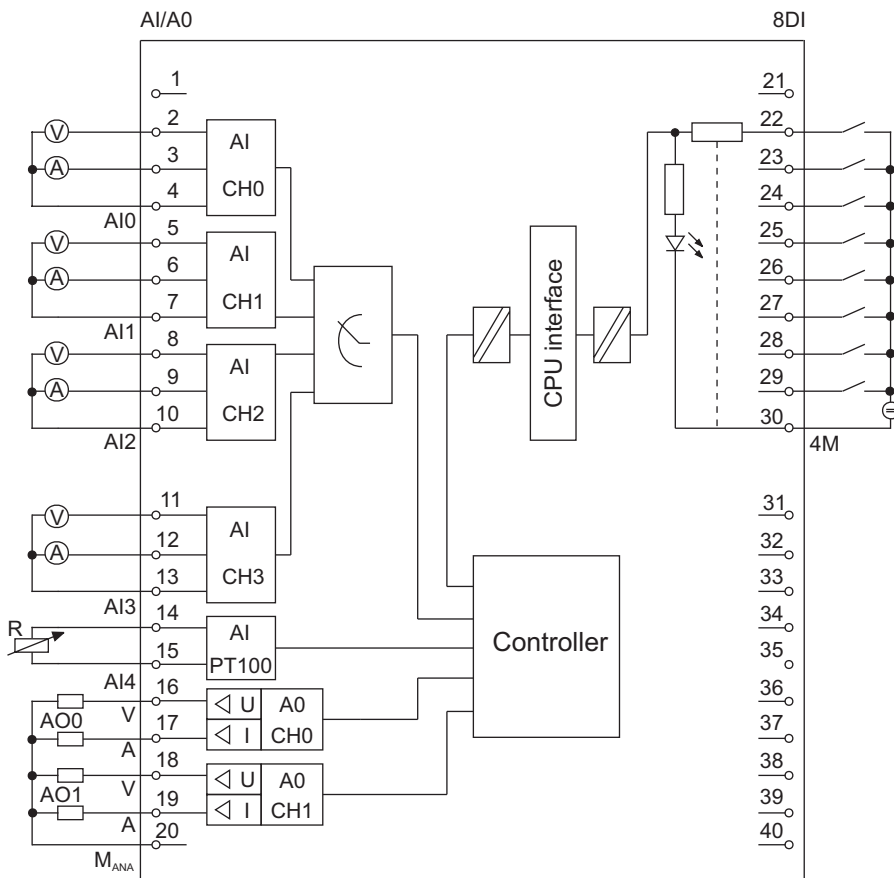 AI/A0 8DI
1 21
V 2 AI 22
A 3 23
4 CH0 24
AI0
V 5 AI 25
A 6 CH1 26
7 27
AI1
V 8 AI 28
A 9 CH2 29
10 30
AI2 4M
CPU interface
V 11 AI 31
A 12 32
13 CH3 33
AI3
R 14 AI 34
15 PT100 35
AI4
Controller
16 U A0 36
AO0 V
17 I CH0 37
A
18 U A0 38
AO1 V
19 I CH1 39
A
20 40
MANA